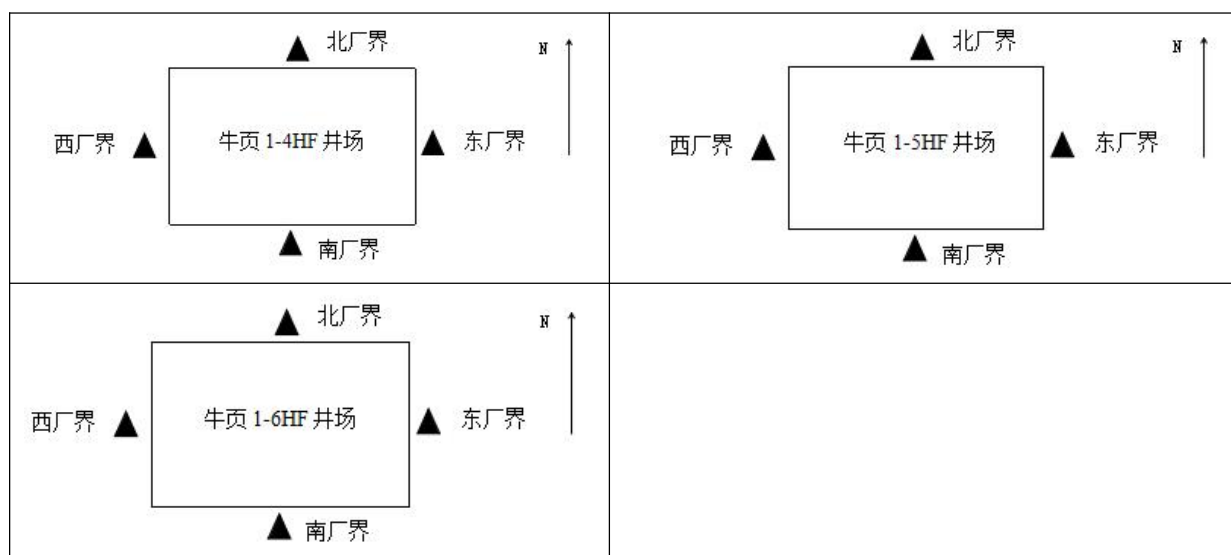 北厂界
N
西厂界
牛页 1-4HF 井场
东厂界
南厂界
北厂界
N
西厂界
牛页 1-5HF 井场
东厂界
南厂界
北厂界
N
西厂界
牛页 1-6HF 井场
东厂界
南厂界